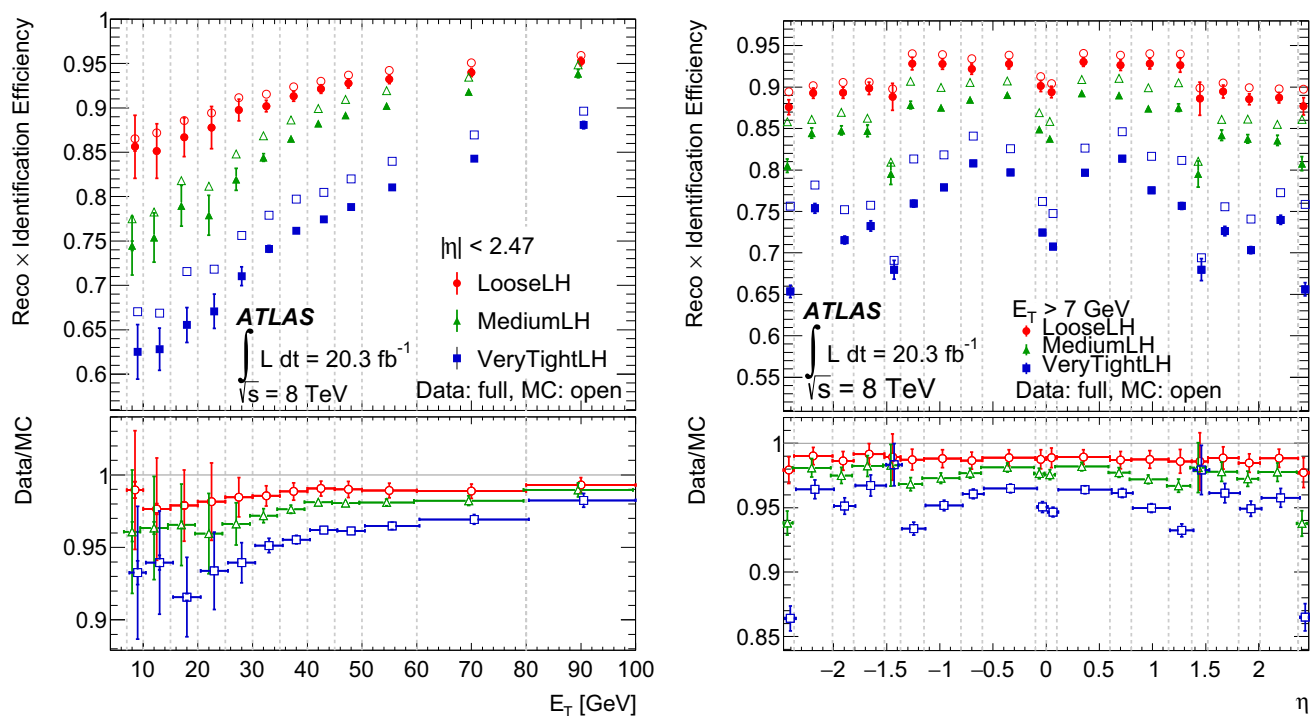 Reco × Identification Efficiency
1
0.95
0.9
0.85
0.8
0.75
0.7
0.65
0.6
|η| < 2.47
LooseLH
MediumLH
VeryTightLH
ATLAS
∫ L dt = 20.3 fb⁻¹
√s = 8 TeV
Data: full, MC: open
Data/MC
1
0.95
0.9
10 20 30 40 50 60 70 80 90 100
E_T [GeV]
Reco × Identification Efficiency
0.95
0.9
0.85
0.8
0.75
0.7
0.65
0.6
0.55
E_T > 7 GeV
LooseLH
MediumLH
VeryTightLH
ATLAS
∫ L dt = 20.3 fb⁻¹
√s = 8 TeV
Data: full, MC: open
Data/MC
1
0.95
0.9
0.85
−2 −1.5 −1 −0.5 0 0.5 1 1.5 2
η